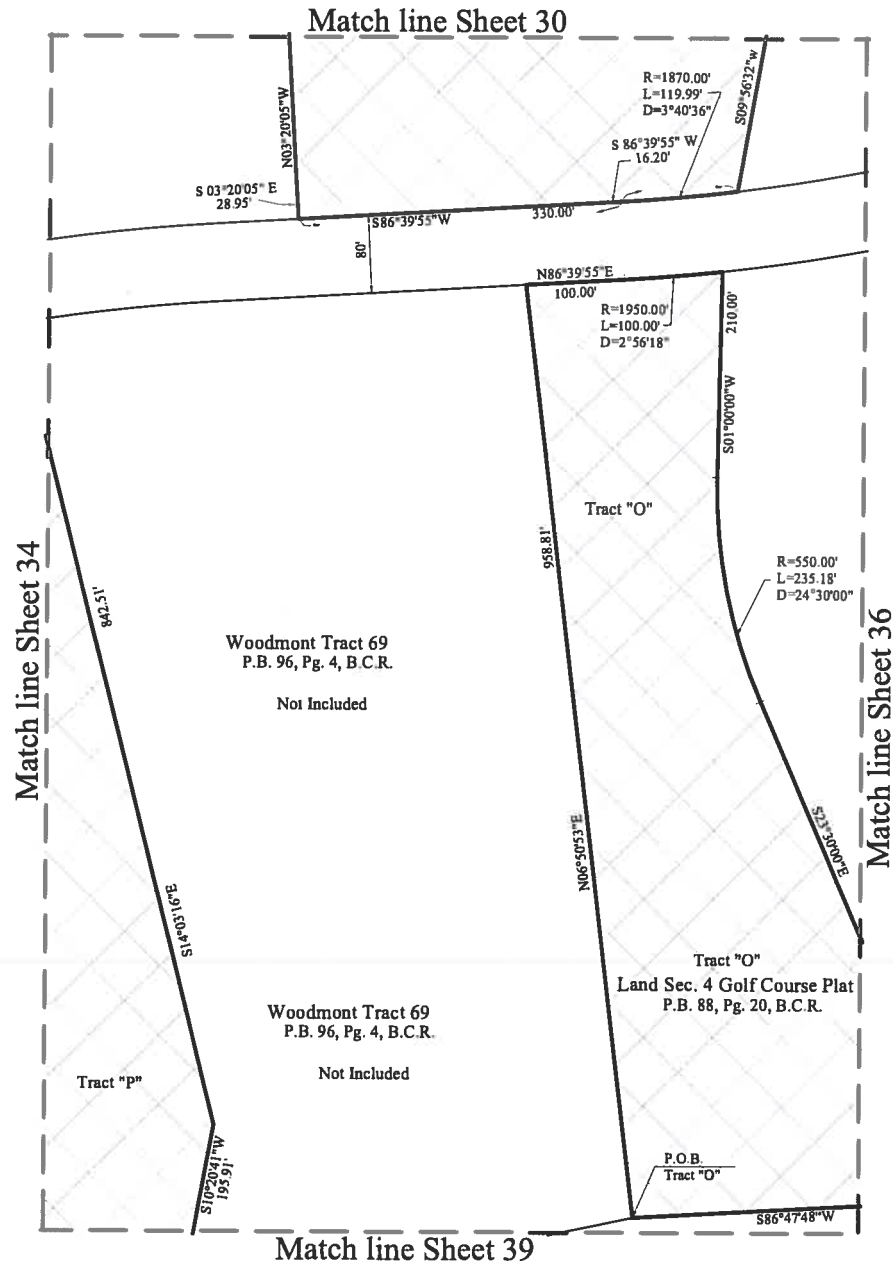 Match line Sheet 30
R=1870.00'
L=119.99'
D=3°40'36"
S09°56'32"w
N03°20'05"W
S 86°39'55" W
16.20'
S 03°20'05" E
28.95'
S86°39'55"W
330.00'
80'
N86°39'55"E
100.00'
R=1950.00'
L=100.00'
D=2°56'18"
210.00'
S01°00'00"W
Tract "O"
958.81'
R=550.00'
L=235.18'
D=24°30'00"
Match line Sheet 34
842.51'
Woodmont Tract 69
P.B. 96, Pg. 4, B.C.R.
Not Included
Match line Sheet 36
N06°50'53"E
S23°30'00"E
S14°03'16"E
Tract "O"
Land Sec. 4 Golf Course Plat
P.B. 88, Pg. 20, B.C.R.
Woodmont Tract 69
P.B. 96, Pg. 4, B.C.R.
Not Included
Tract "P"
S10°20'41"W
195.91'
P.O.B.
Tract "O"
S86°47'48"W
Match line Sheet 39